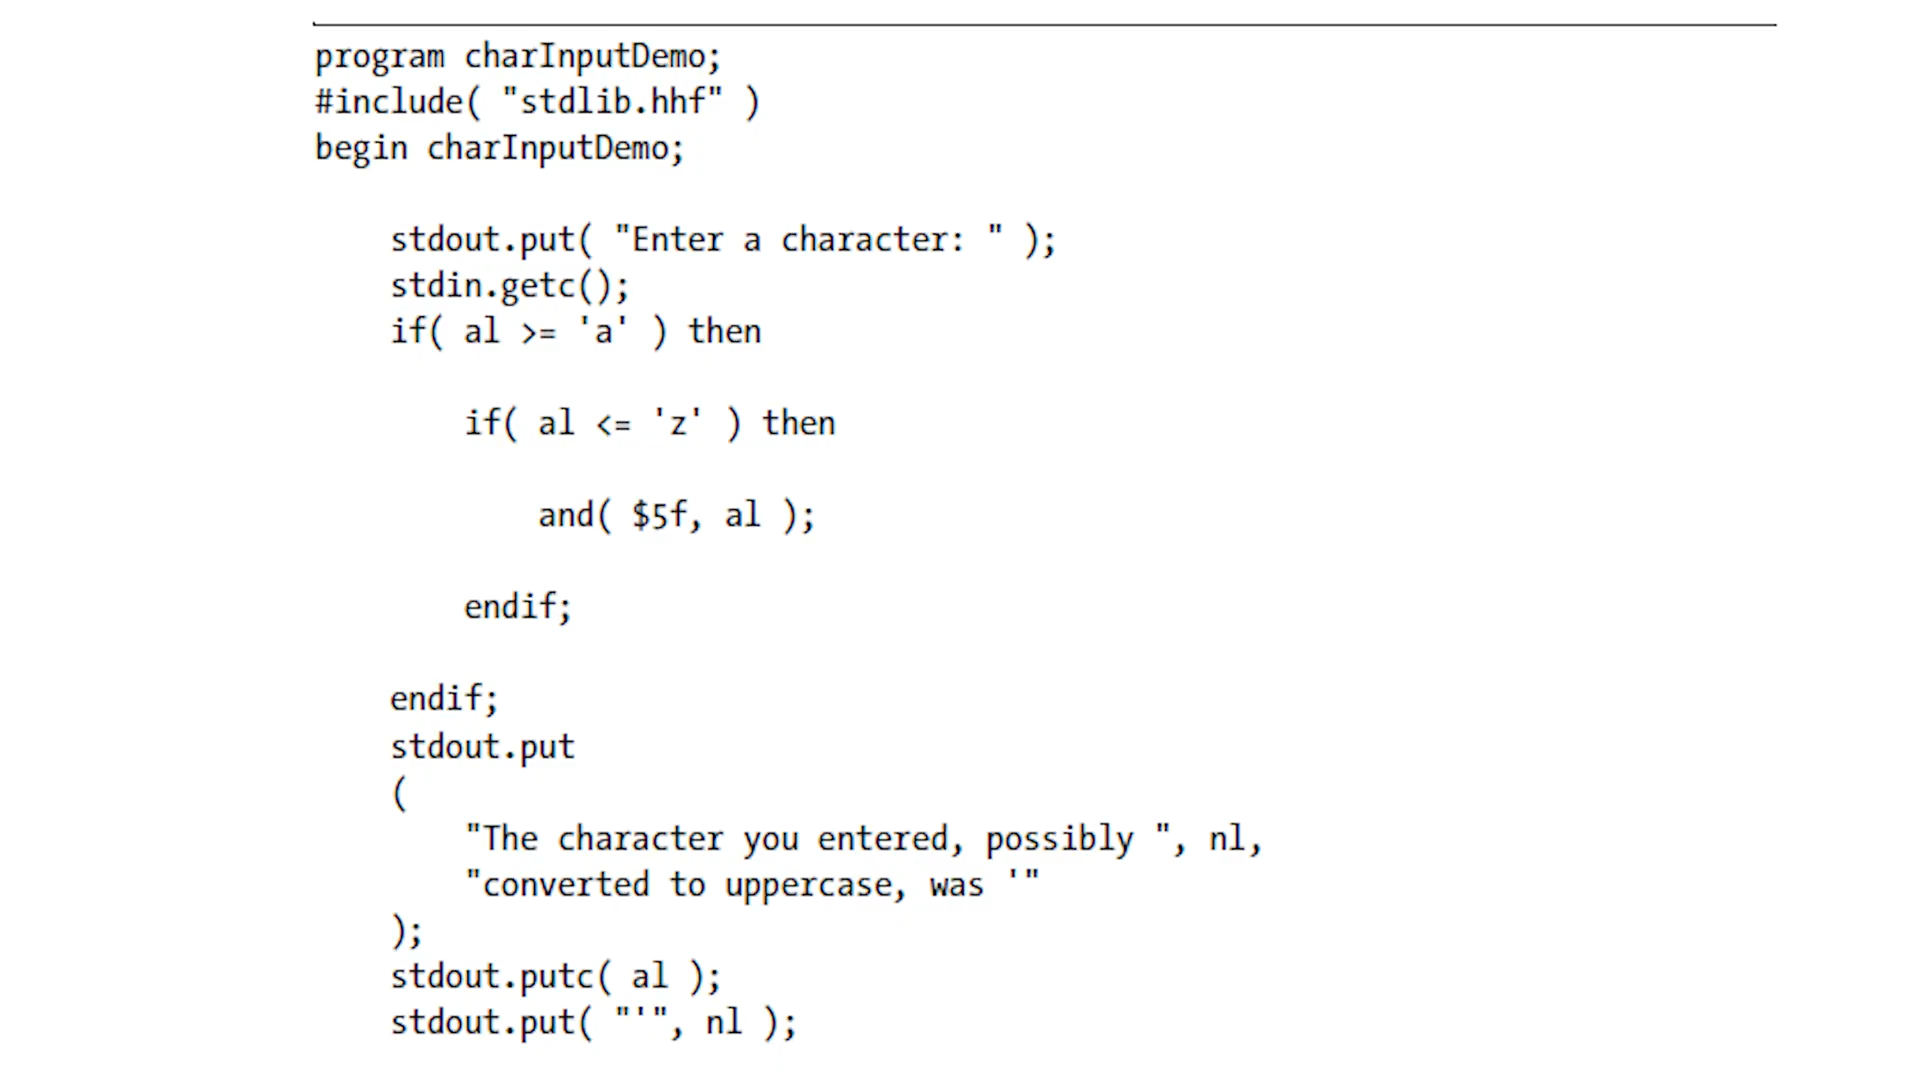 program charInputDemo;
#include( "stdlib.hhf" )
begin charInputDemo;
stdout.put( "Enter a character: " );
stdin.getc();
if( al >= 'a' ) then
if( al <= 'z' ) then
and( $5f, al );
endif;
endif;
stdout.put
(
"The character you entered, possibly ", nl,
"converted to uppercase, was '"
);
stdout.putc( al );
stdout.put( "'", nl );